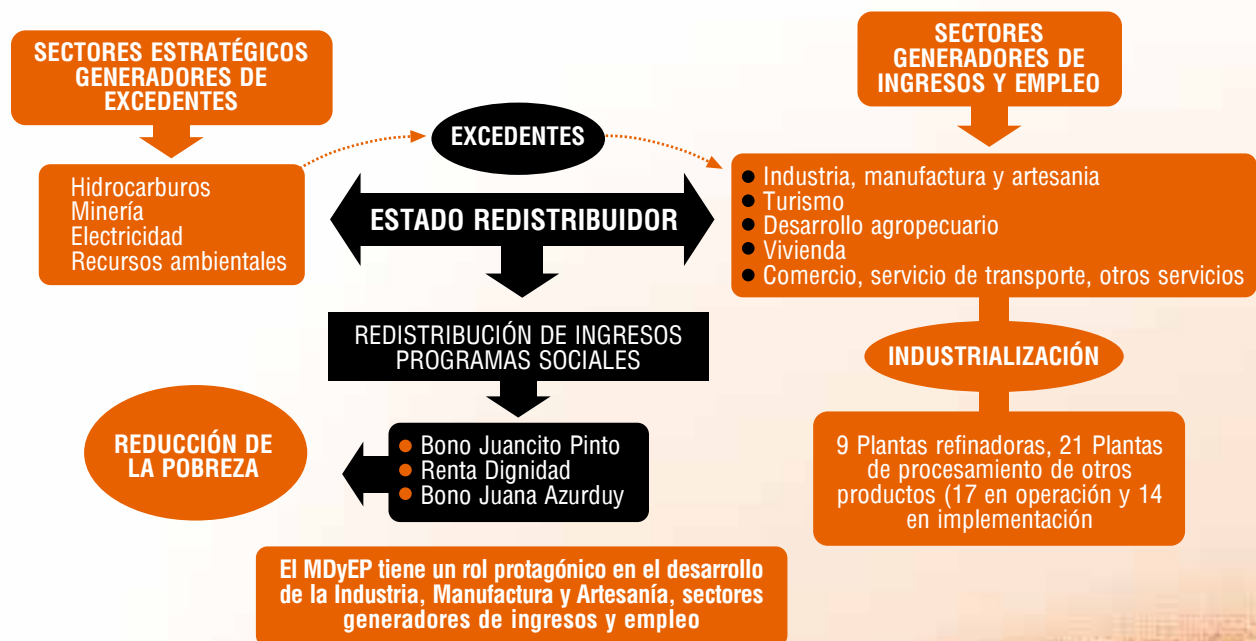 SECTORES ESTRATÉGICOS
GENERADORES DE
EXCEDENTES
Hidrocarburos
Minería
Electricidad
Recursos ambientales
EXCEDENTES
ESTADO REDISTRIBUIDOR
REDISTRIBUCIÓN DE INGRESOS
PROGRAMAS SOCIALES
Bono Juancito Pinto
Renta Dignidad
Bono Juana Azurduy
REDUCCIÓN DE
LA POBREZA
SECTORES
GENERADORES DE
INGRESOS Y EMPLEO
Industria, manufactura y artesania
Turismo
Desarrollo agropecuario
Vivienda
Comercio, servicio de transporte, otros servicios
INDUSTRIALIZACIÓN
9 Plantas refinadoras, 21 Plantas
de procesamiento de otros
productos (17 en operación y 14
en implementación
El MDyEP tiene un rol protagónico en el desarrollo
de la Industria, Manufactura y Artesanía, sectores
generadores de ingresos y empleo